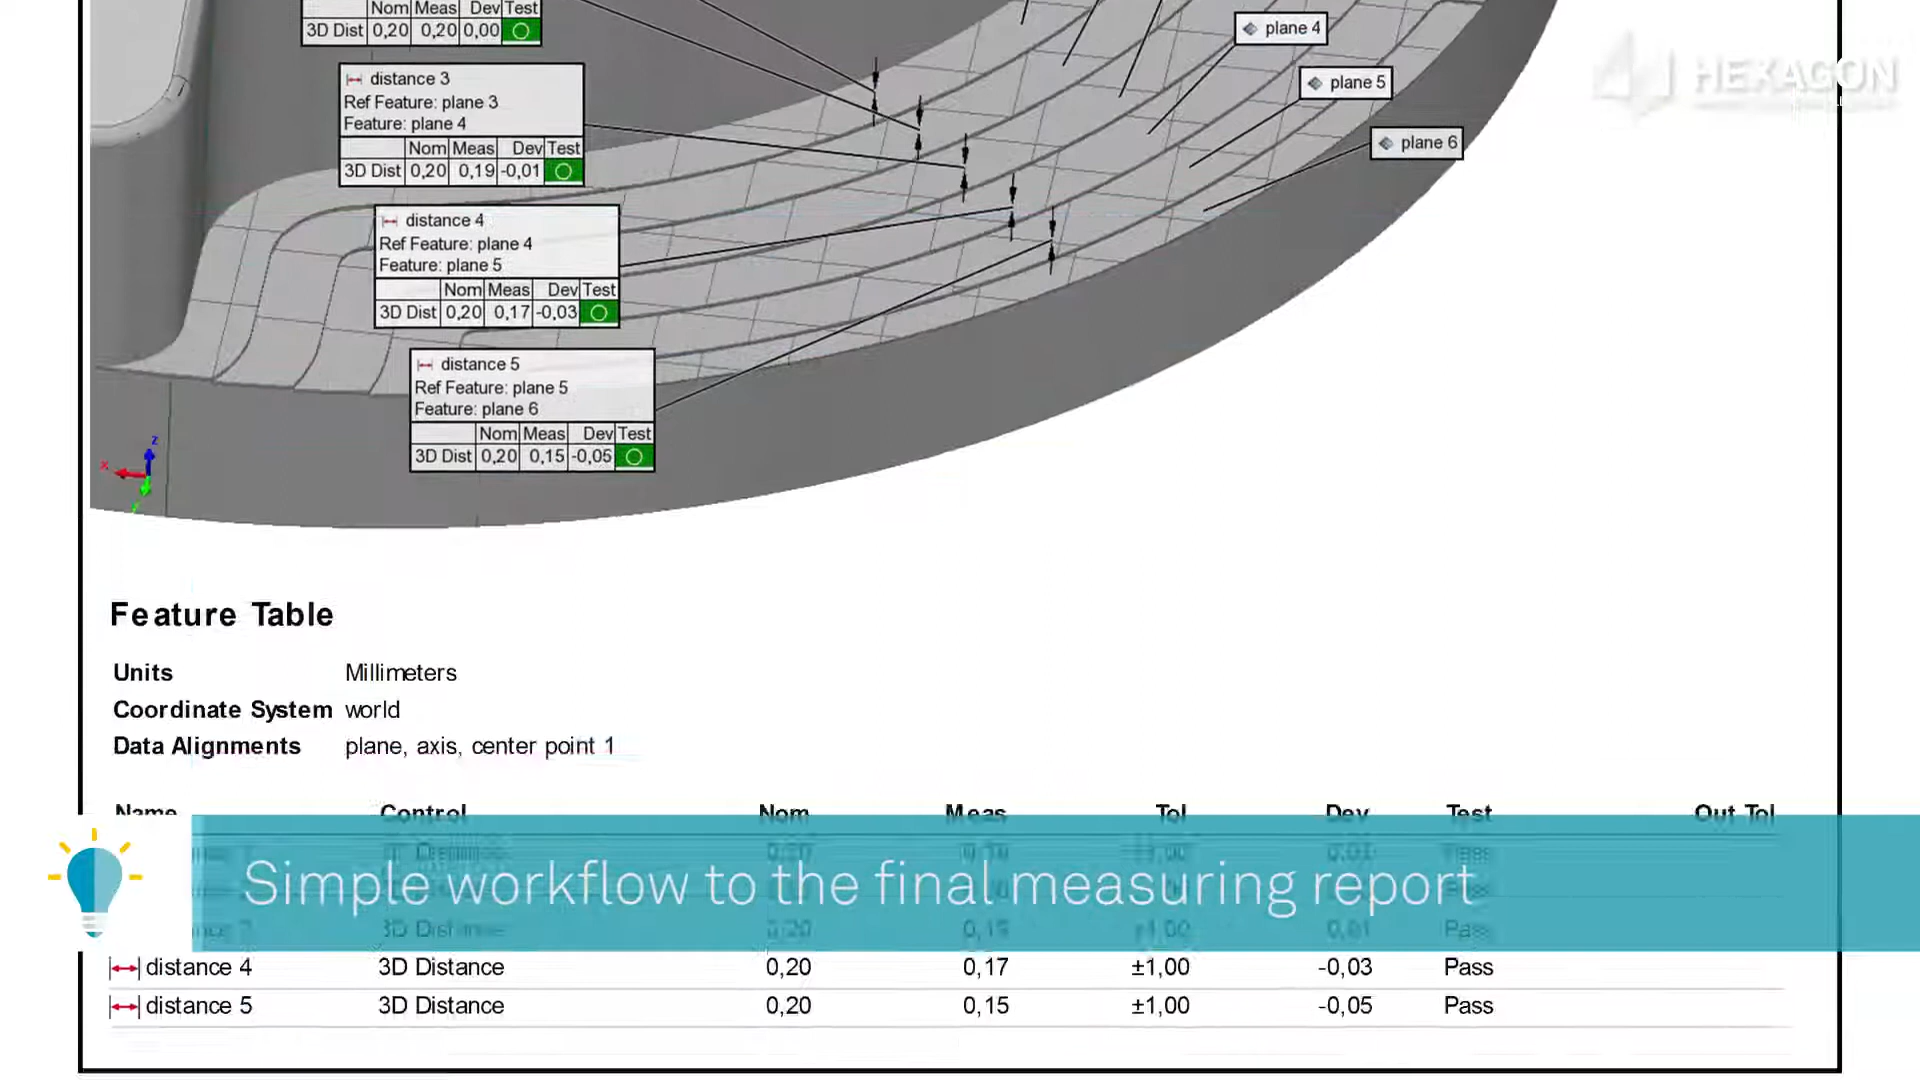 Nom Meas Dev Test
3D Dist 0,20 0,20 0,00
plane 4
HEXAGON
distance 3
Ref Feature: plane 3
Feature: plane 4
Nom Meas Dev Test
3D Dist 0,20 0,19 -0,01
plane 5
plane 6
distance 4
Ref Feature: plane 4
Feature: plane 5
Nom Meas Dev Test
3D Dist 0,20 0,17 -0,03
distance 5
Ref Feature: plane 5
Feature: plane 6
Nom Meas Dev Test
3D Dist 0,20 0,15 -0,05
z
x
Feature Table
Units Millimeters
Coordinate System world
Data Alignments plane, axis, center point 1
Name Control Nom Meas Tol Dev Test Out Tol
Simple workflow to the final measuring report
distance 4 3D Distance 0,20 0,17 ±1,00 -0,03 Pass
distance 5 3D Distance 0,20 0,15 ±1,00 -0,05 Pass